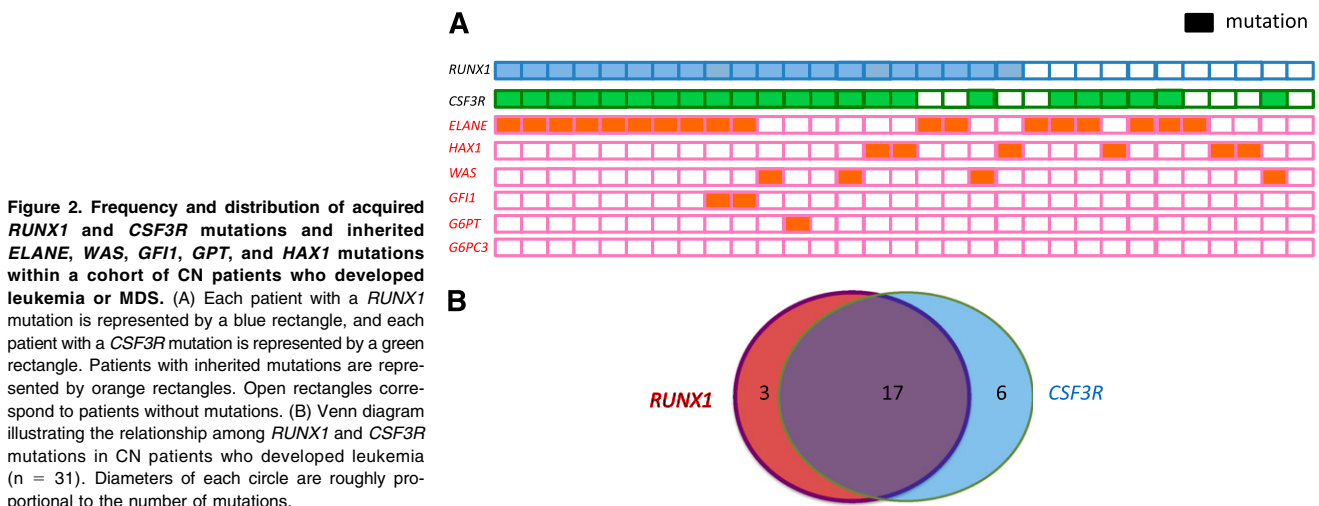 Figure 2. Frequency and distribution of acquired
RUNX1 and CSF3R mutations and inherited
ELANE, WAS, GFI1, GPT, and HAX1 mutations
within a cohort of CN patients who developed
leukemia or MDS. (A) Each patient with a RUNX1
mutation is represented by a blue rectangle, and each
patient with a CSF3R mutation is represented by a green
rectangle. Patients with inherited mutations are repre-
sented by orange rectangles. Open rectangles corre-
spond to patients without mutations. (B) Venn diagram
illustrating the relationship among RUNX1 and CSF3R
mutations in CN patients who developed leukemia
(n = 31). Diameters of each circle are roughly pro-
portional to the number of mutations.
A
mutation
RUNX1
CSF3R
ELANE
HAX1
WAS
GFI1
G6PT
G6PC3
B
RUNX1 3 17 6 CSF3R